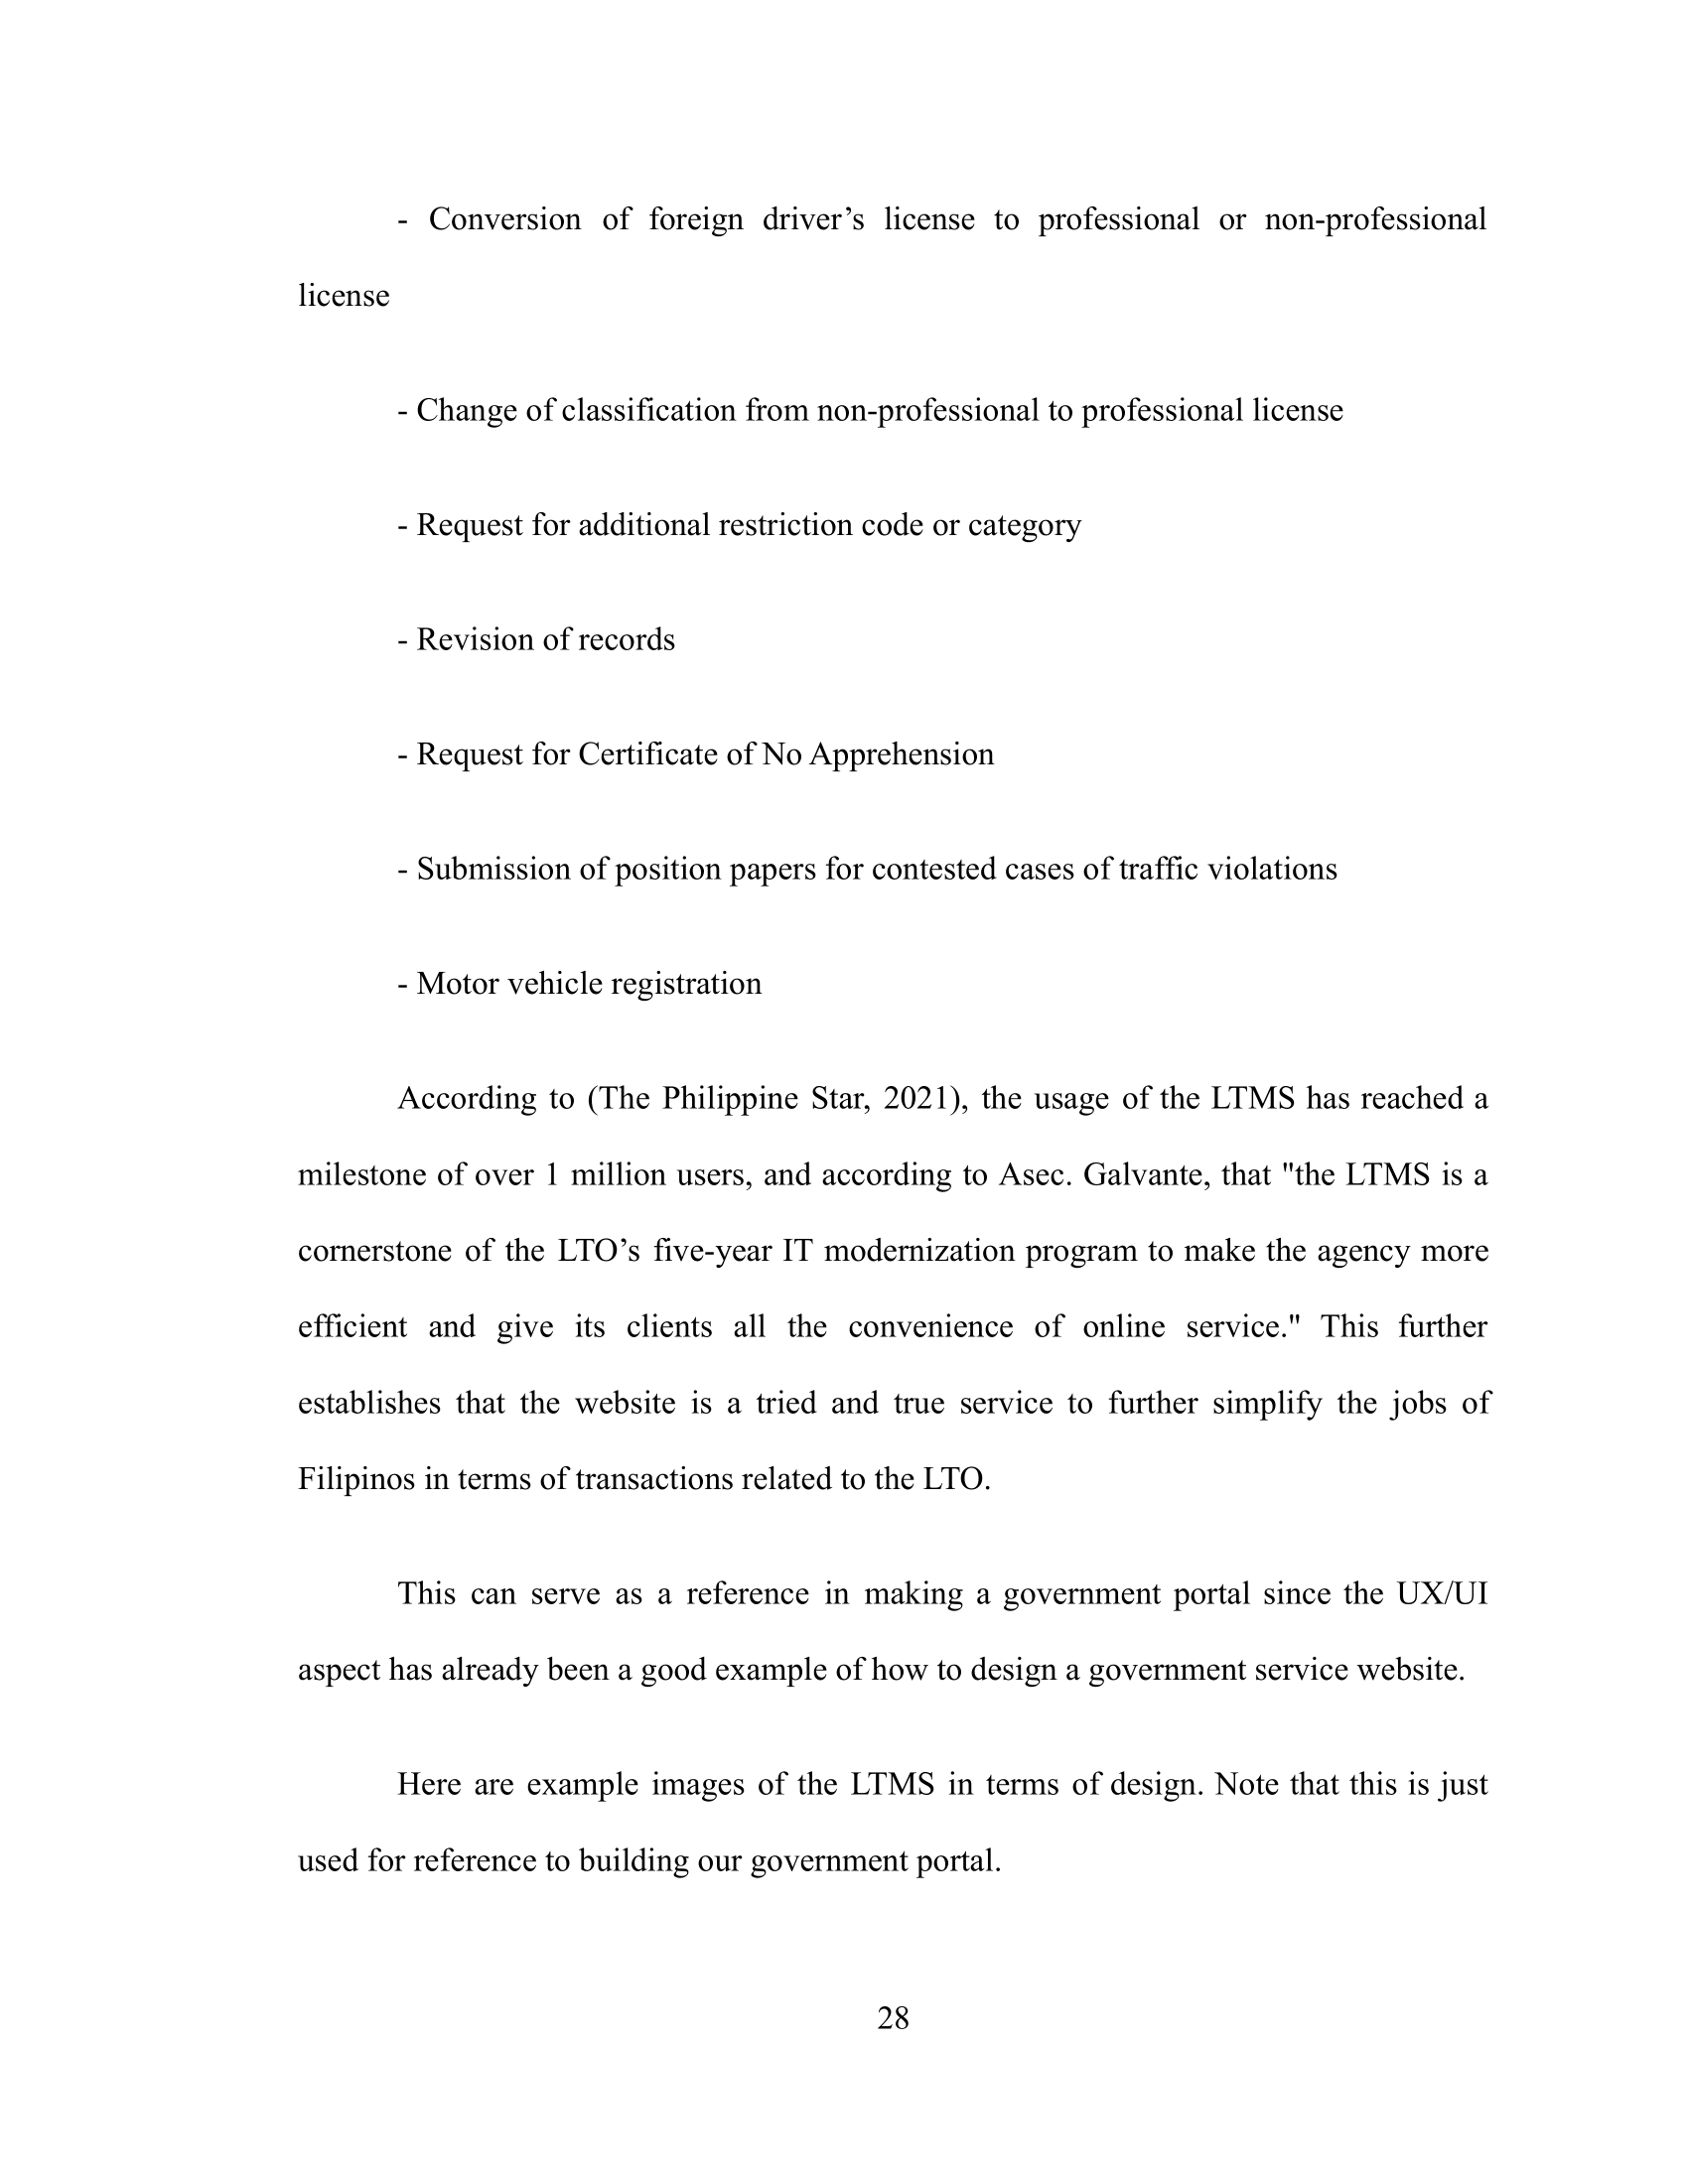 - Conversion of foreign driver’s license to professional or non-professional
license
- Change of classification from non-professional to professional license
- Request for additional restriction code or category
- Revision of records
- Request for Certificate of No Apprehension
- Submission of position papers for contested cases of traffic violations
- Motor vehicle registration
According to (The Philippine Star, 2021), the usage of the LTMS has reached a
milestone of over 1 million users, and according to Asec. Galvante, that "the LTMS is a
cornerstone of the LTO’s five-year IT modernization program to make the agency more
efficient and give its clients all the convenience of online service." This further
establishes that the website is a tried and true service to further simplify the jobs of
Filipinos in terms of transactions related to the LTO.
This can serve as a reference in making a government portal since the UX/UI
aspect has already been a good example of how to design a government service website.
Here are example images of the LTMS in terms of design. Note that this is just
used for reference to building our government portal.
28